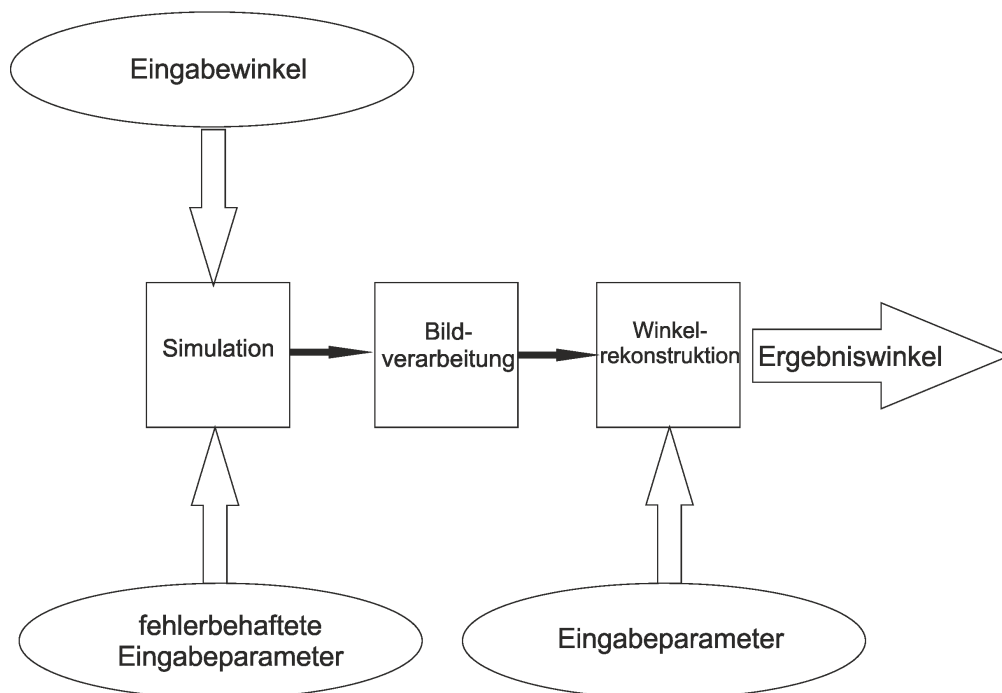 Eingabewinkel
Simulation
Bild-
verarbeitung
Winkel-
rekonstruktion
Ergebniswinkel
fehlerbehaftete
Eingabeparameter
Eingabeparameter